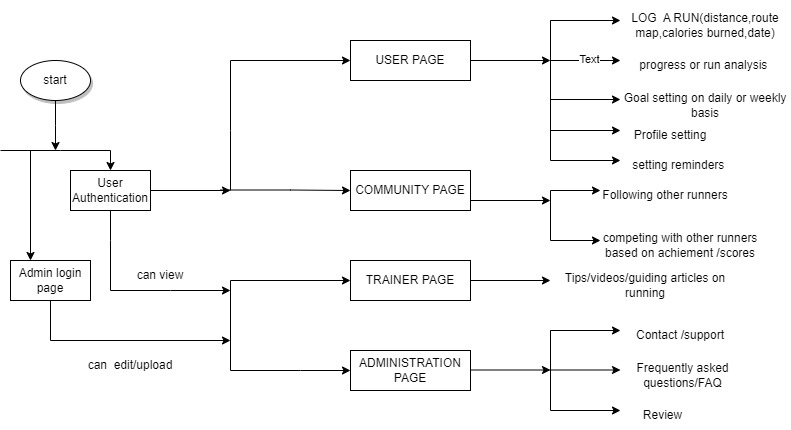 start
User
Authentication
Admin login
page
can view
can edit/upload
USER PAGE
COMMUNITY PAGE
TRAINER PAGE
ADMINISTRATION
PAGE
LOG A RUN(distance,route
map,calories burned,date)
Text
progress or run analysis
Goal setting on daily or weekly
basis
Profile setting
setting reminders
Following other runners
competing with other runners
based on achiement /scores
Tips/videos/guiding articles on
running
Contact /support
Frequently asked
questions/FAQ
Review